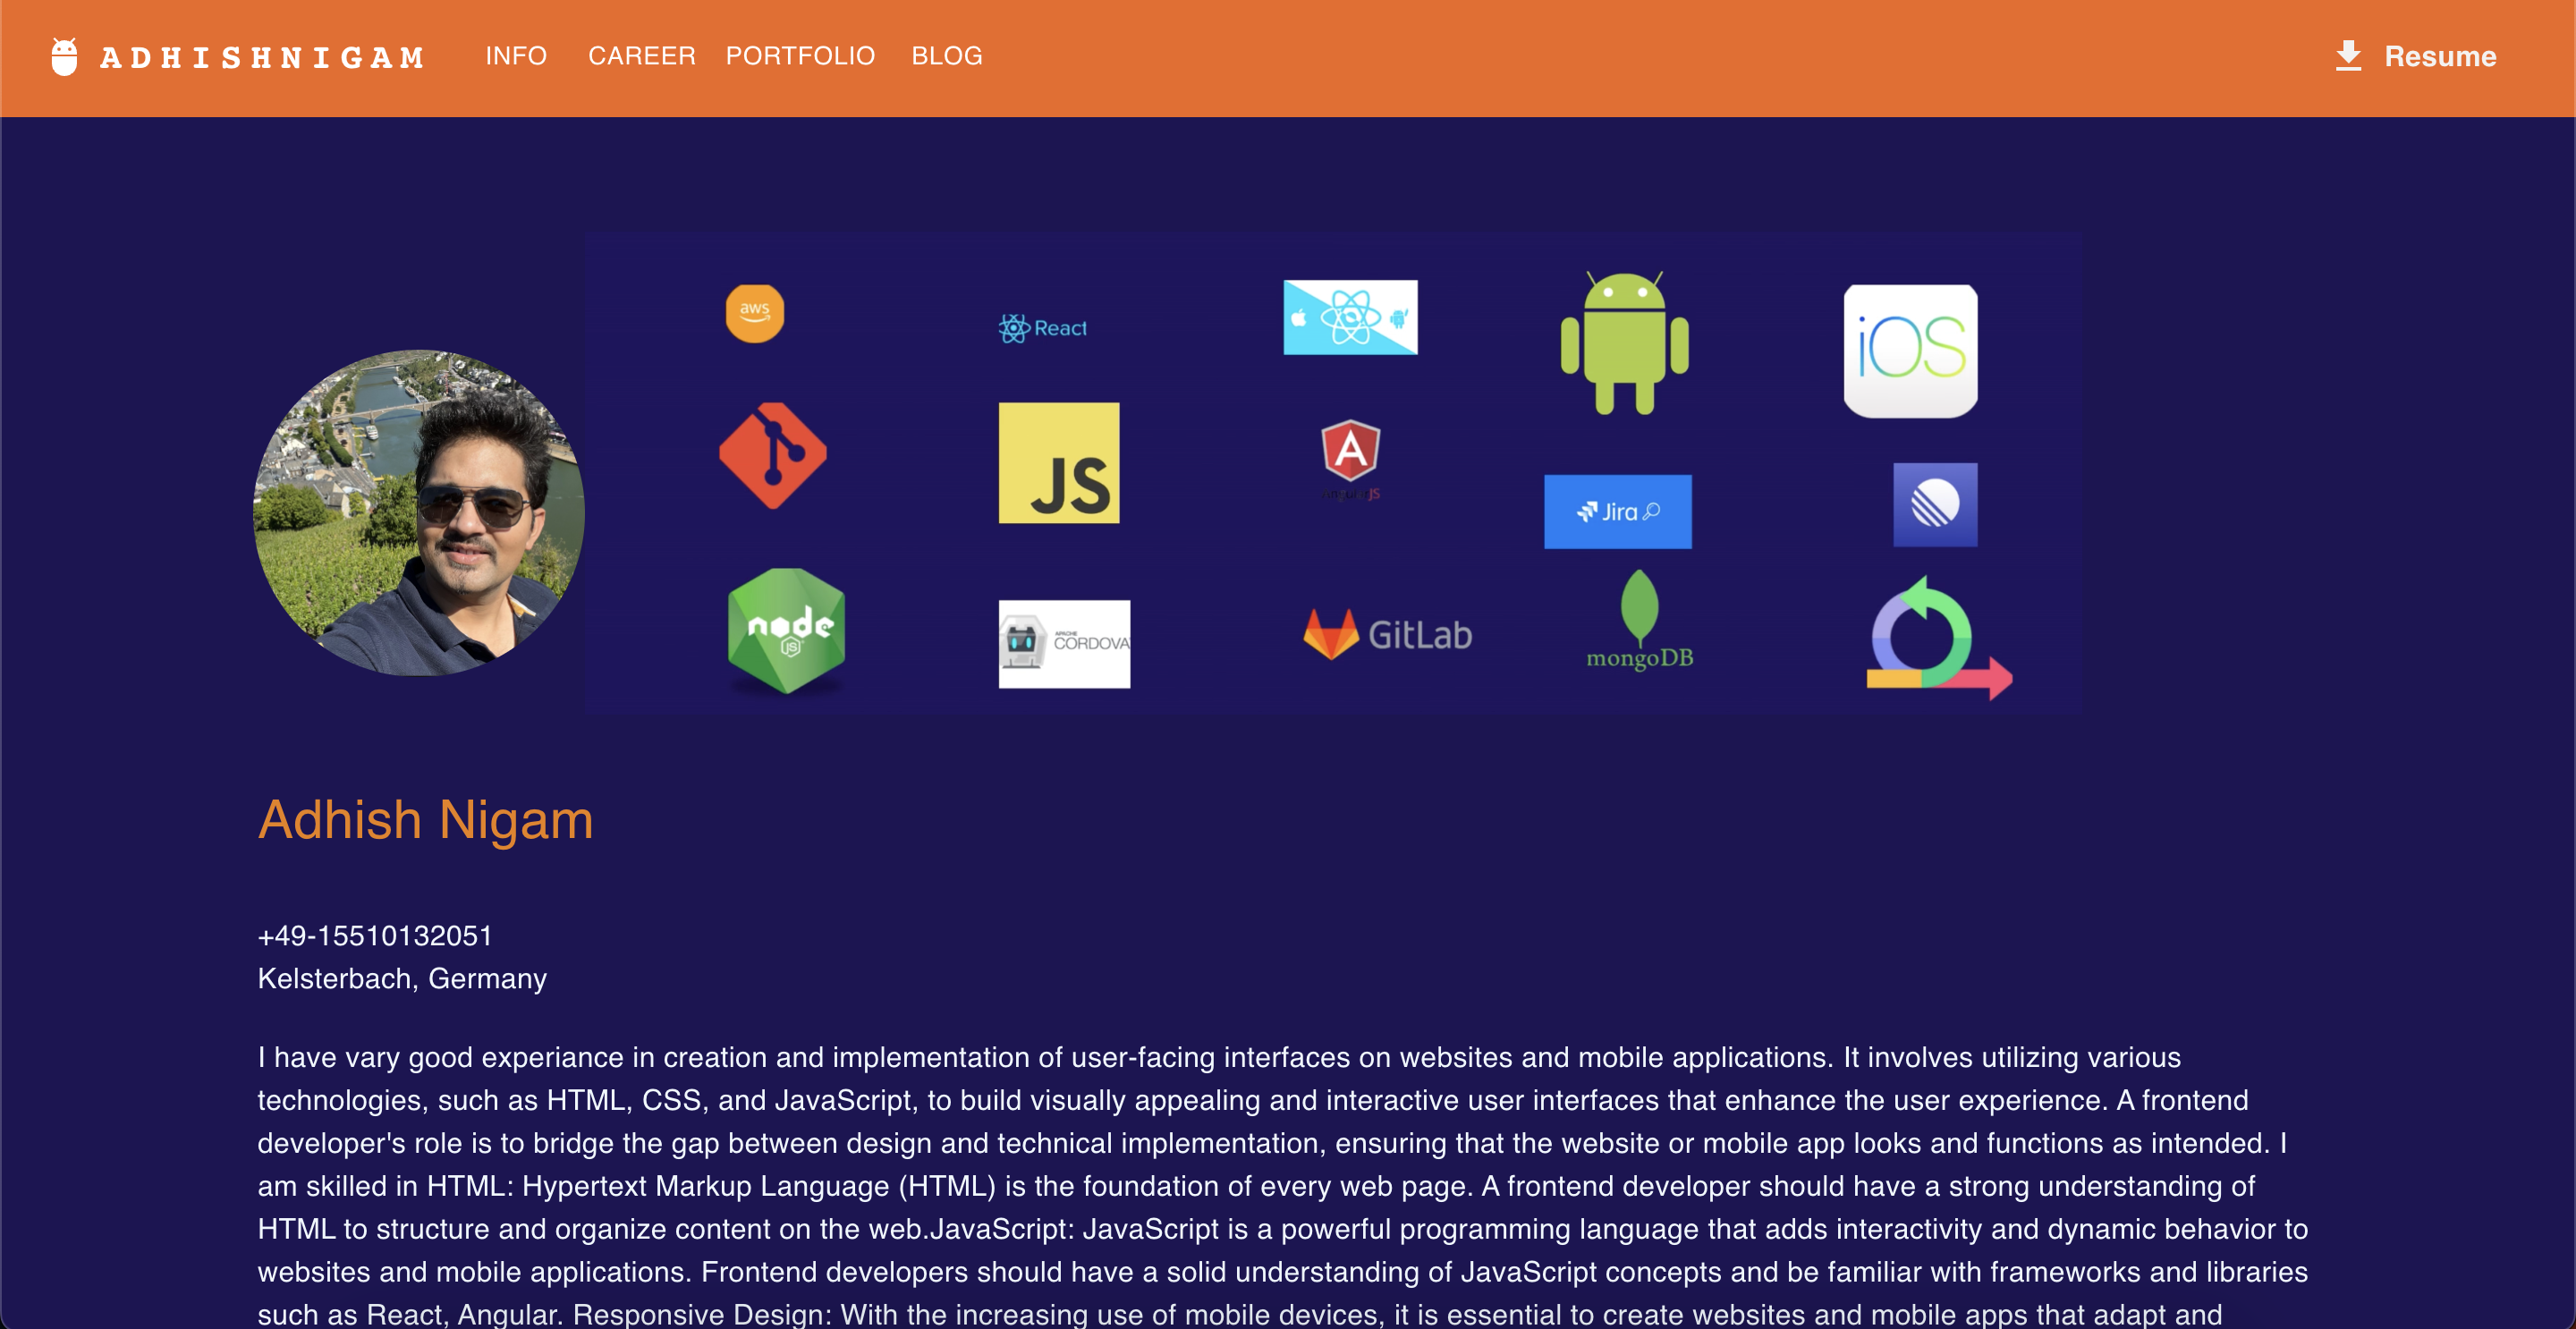 ADHISHNIGAM INFO CAREER PORTFOLIO BLOG Resume
aws
React
iOS
JS
AngularJS
Jira
node
JS
APACHE
CORDOVA
GitLab
mongoDB
Adhish Nigam
+49-15510132051
Kelsterbach, Germany
I have vary good experiance in creation and implementation of user-facing interfaces on websites and mobile applications. It involves utilizing various
technologies, such as HTML, CSS, and JavaScript, to build visually appealing and interactive user interfaces that enhance the user experience. A frontend
developer's role is to bridge the gap between design and technical implementation, ensuring that the website or mobile app looks and functions as intended. I
am skilled in HTML: Hypertext Markup Language (HTML) is the foundation of every web page. A frontend developer should have a strong understanding of
HTML to structure and organize content on the web.JavaScript: JavaScript is a powerful programming language that adds interactivity and dynamic behavior to
websites and mobile applications. Frontend developers should have a solid understanding of JavaScript concepts and be familiar with frameworks and libraries
such as React, Angular. Responsive Design: With the increasing use of mobile devices, it is essential to create websites and mobile apps that adapt and